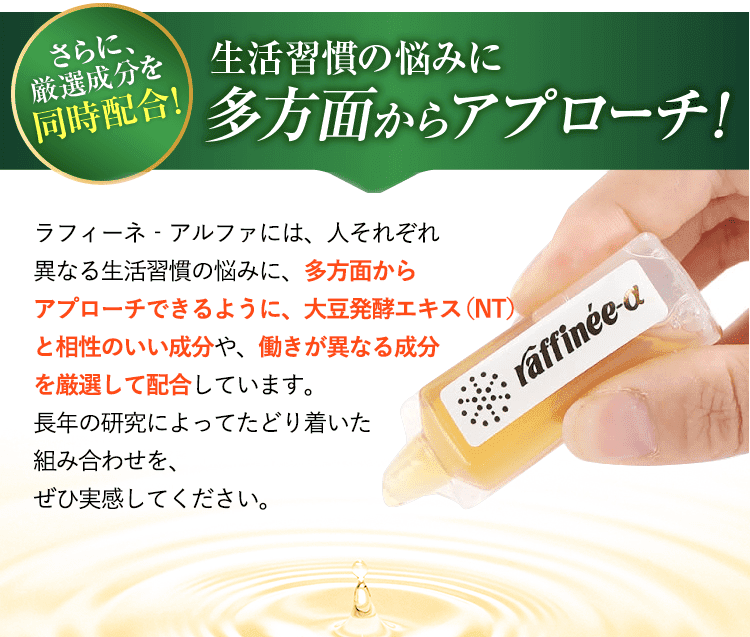 さらに、
厳選成分を
同時配合!
生活習慣の悩みに
多方面からアプローチ!
ラフィーネ‐アルファには、人それぞれ
異なる生活習慣の悩みに、多方面から
アプローチできるように、大豆発酵エキス(NT)
と相性のいい成分や、働きが異なる成分
を厳選して配合しています。
長年の研究によってたどり着いた
組み合わせを、
ぜひ実感してください。
raffinée-α